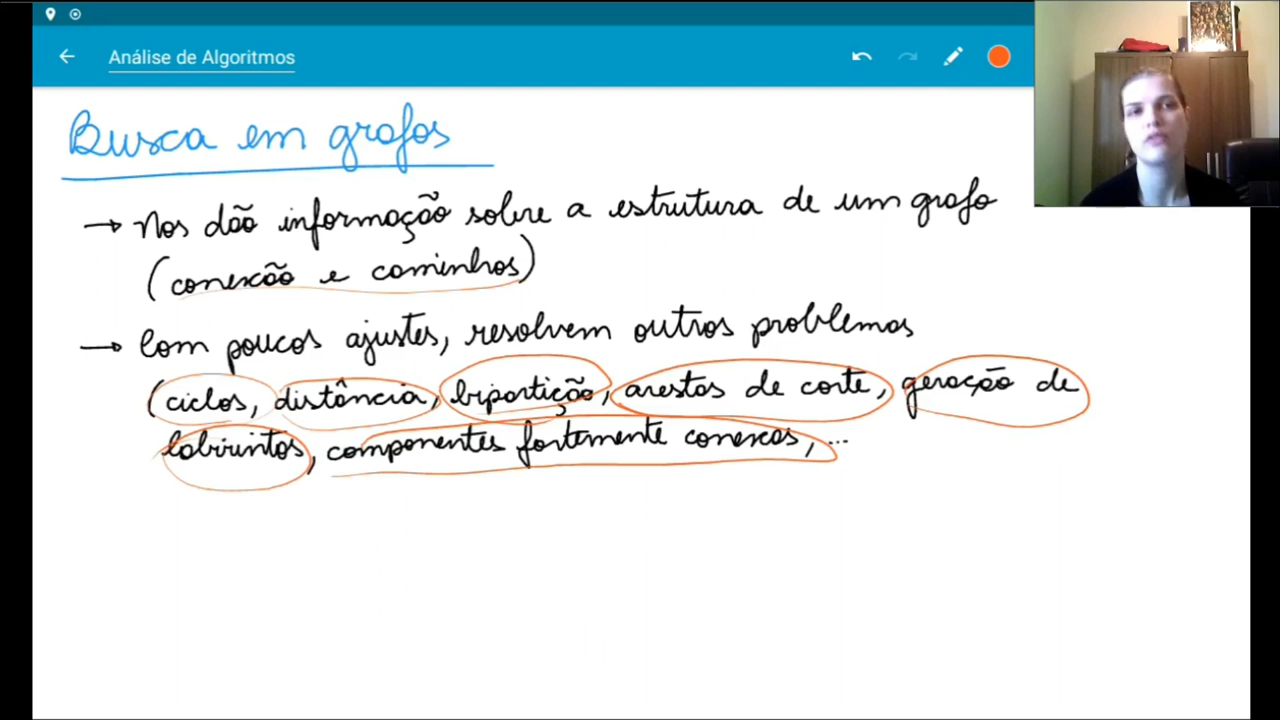 Análise de Algoritmos
Busca em grafos
→ Nos dão informação sobre a estrutura de um grafo
(conexão e caminhos)
→ Com poucos ajustes, resolvem outros problemas
(ciclos, distância, bipartição, arestas de corte, geração de
labirintos, componentes fortemente conexas, ...